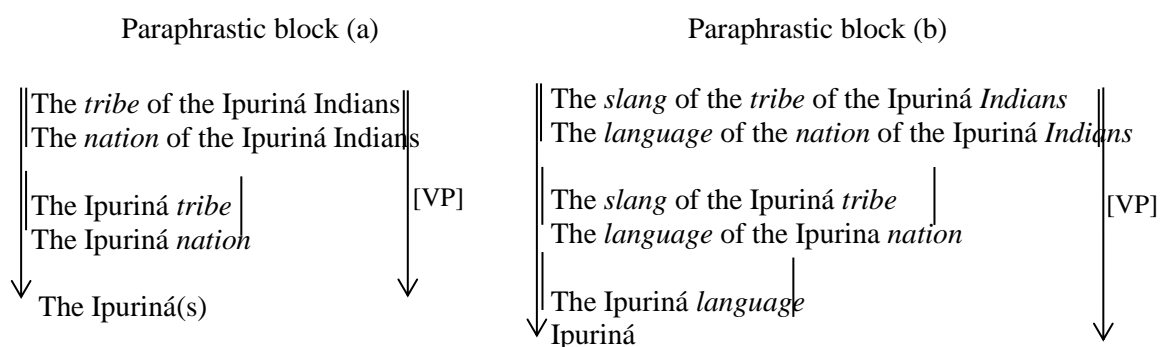 Paraphrastic block (a)
The tribe of the Ipuriná Indians
The nation of the Ipuriná Indians
The Ipuriná tribe
The Ipuriná nation
The Ipuriná(s)
[VP]
Paraphrastic block (b)
The slang of the tribe of the Ipuriná Indians
The language of the nation of the Ipuriná Indians
The slang of the Ipuriná tribe
The language of the Ipurina nation
The Ipuriná language
Ipuriná
[VP]